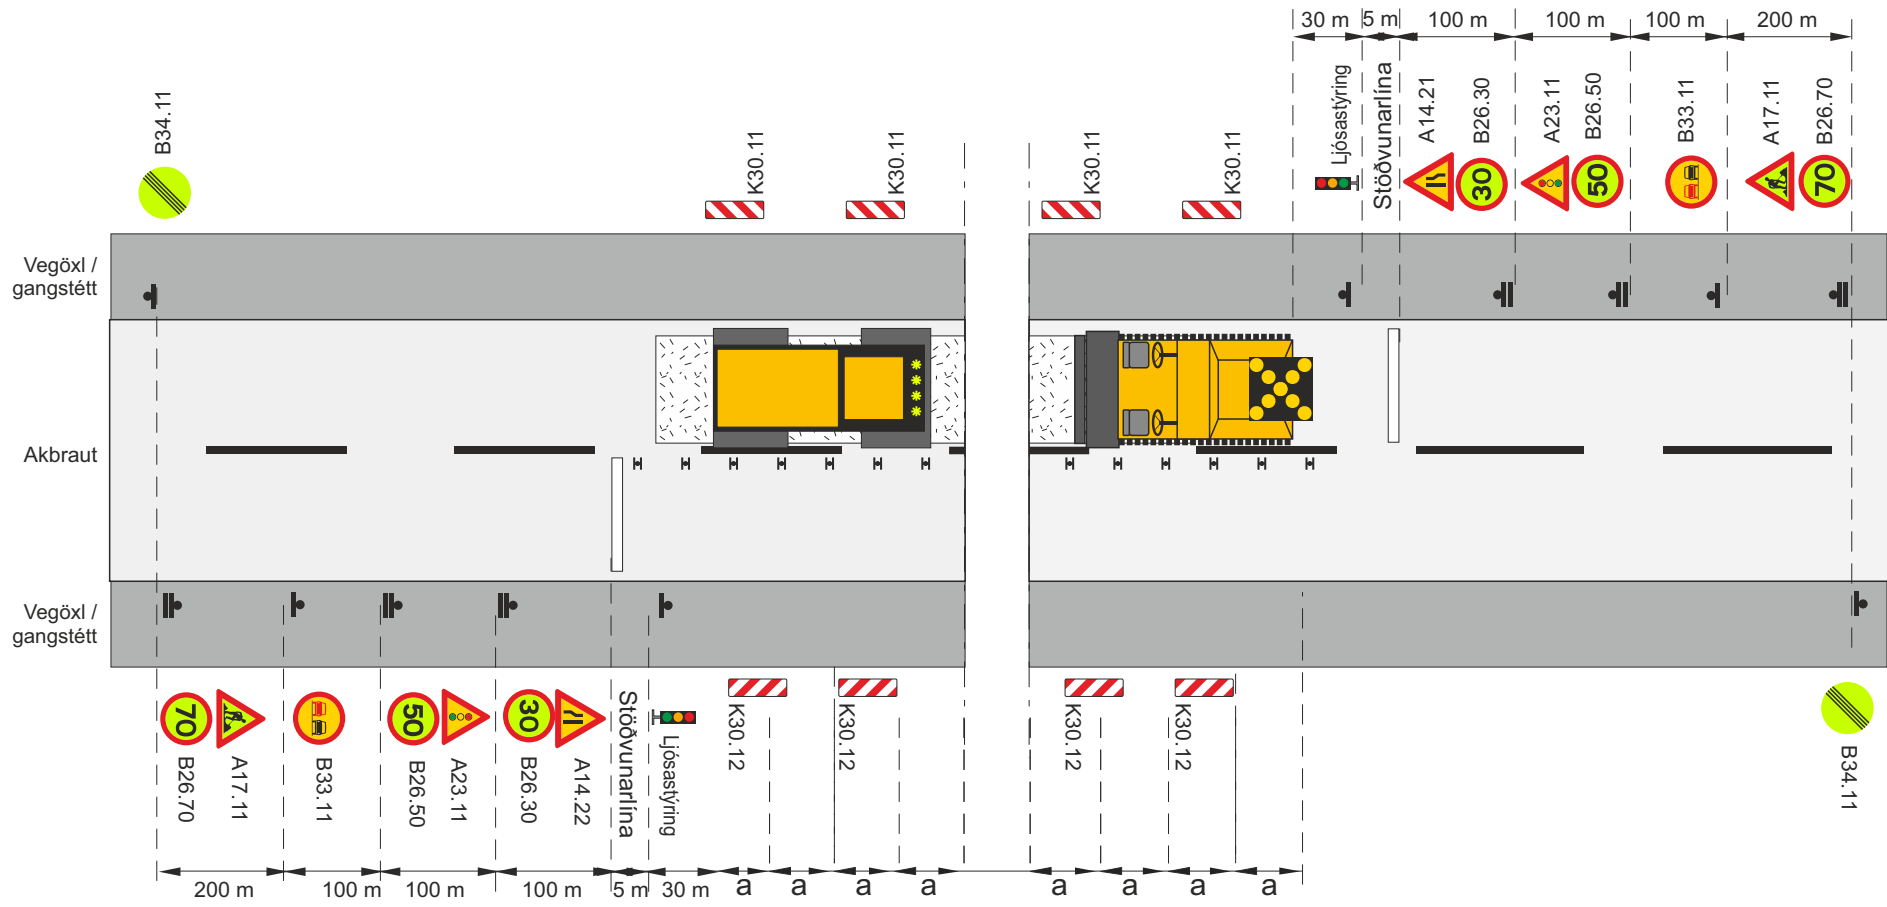 30 m
5 m
100 m
100 m
100 m
200 m
B34.11
K30.11
K30.11
K30.11
K30.11
Ljósastýring
Stöðvunarlína
A14.21
B26.30
A23.11
B26.50
B33.11
A17.11
B26.70
30
50
70
Vegöxl /
gangstétt
Akbraut
Vegöxl /
gangstétt
70
50
30
B26.70
A17.11
B33.11
B26.50
A23.11
B26.30
A14.22
Stöðvunarlína
Ljósastýring
K30.12
K30.12
K30.12
K30.12
B34.11
200 m
100 m
100 m
100 m
5 m
30 m
a
a
a
a
a
a
a
a